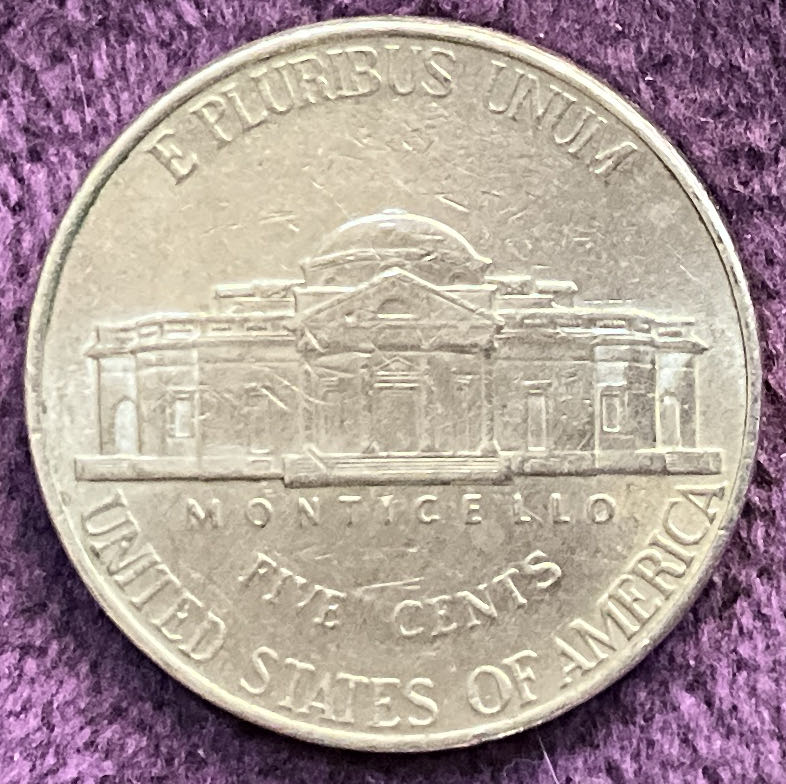 E PLURIBUS UNUM
MONTICELLO
FIVE CENTS
UNITED STATES OF AMERICA